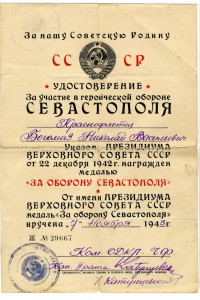 За нашу Советскую Родину
СС СР
УДОСТОВЕРЕНИЕ
За участие в героической обороне
СЕВАСТОПОЛЯ
Краснофлотец
Николай Васильевич
Указом ПРЕЗИДИУМА
ВЕРХОВНОГО СОВЕТА СССР
от 22 декабря 1942 г. награжден
медалью
«ЗА ОБОРОНУ СЕВАСТОПОЛЯ»
От имени ПРЕЗИДИУМА
ВЕРХОВНОГО СОВЕТА СССР
медаль «За оборону Севастополя»
вручена 7 ноября 1943 г.
Ж № 29667
Ком